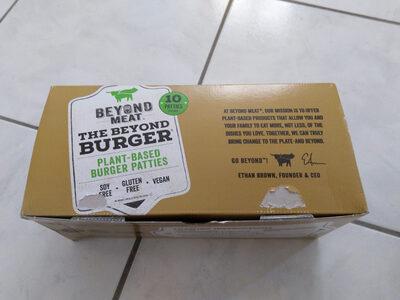 BEYOND
MEAT
THE BEYOND
BURGER
PLANT-BASED
BURGER PATTIES
SOY FREE • GLUTEN FREE • VEGAN
10
PATTIES
AT BEYOND MEAT®, OUR MISSION IS TO OFFER
PLANT-BASED PRODUCTS THAT ALLOW YOU AND
YOUR FAMILY TO EAT MORE, NOT LESS, OF THE
DISHES YOU LOVE. TOGETHER, WE CAN TRULY
BRING CHANGE TO THE PLATE-AND BEYOND.
GO BEYOND™!
ETHAN BROWN, FOUNDER & CEO